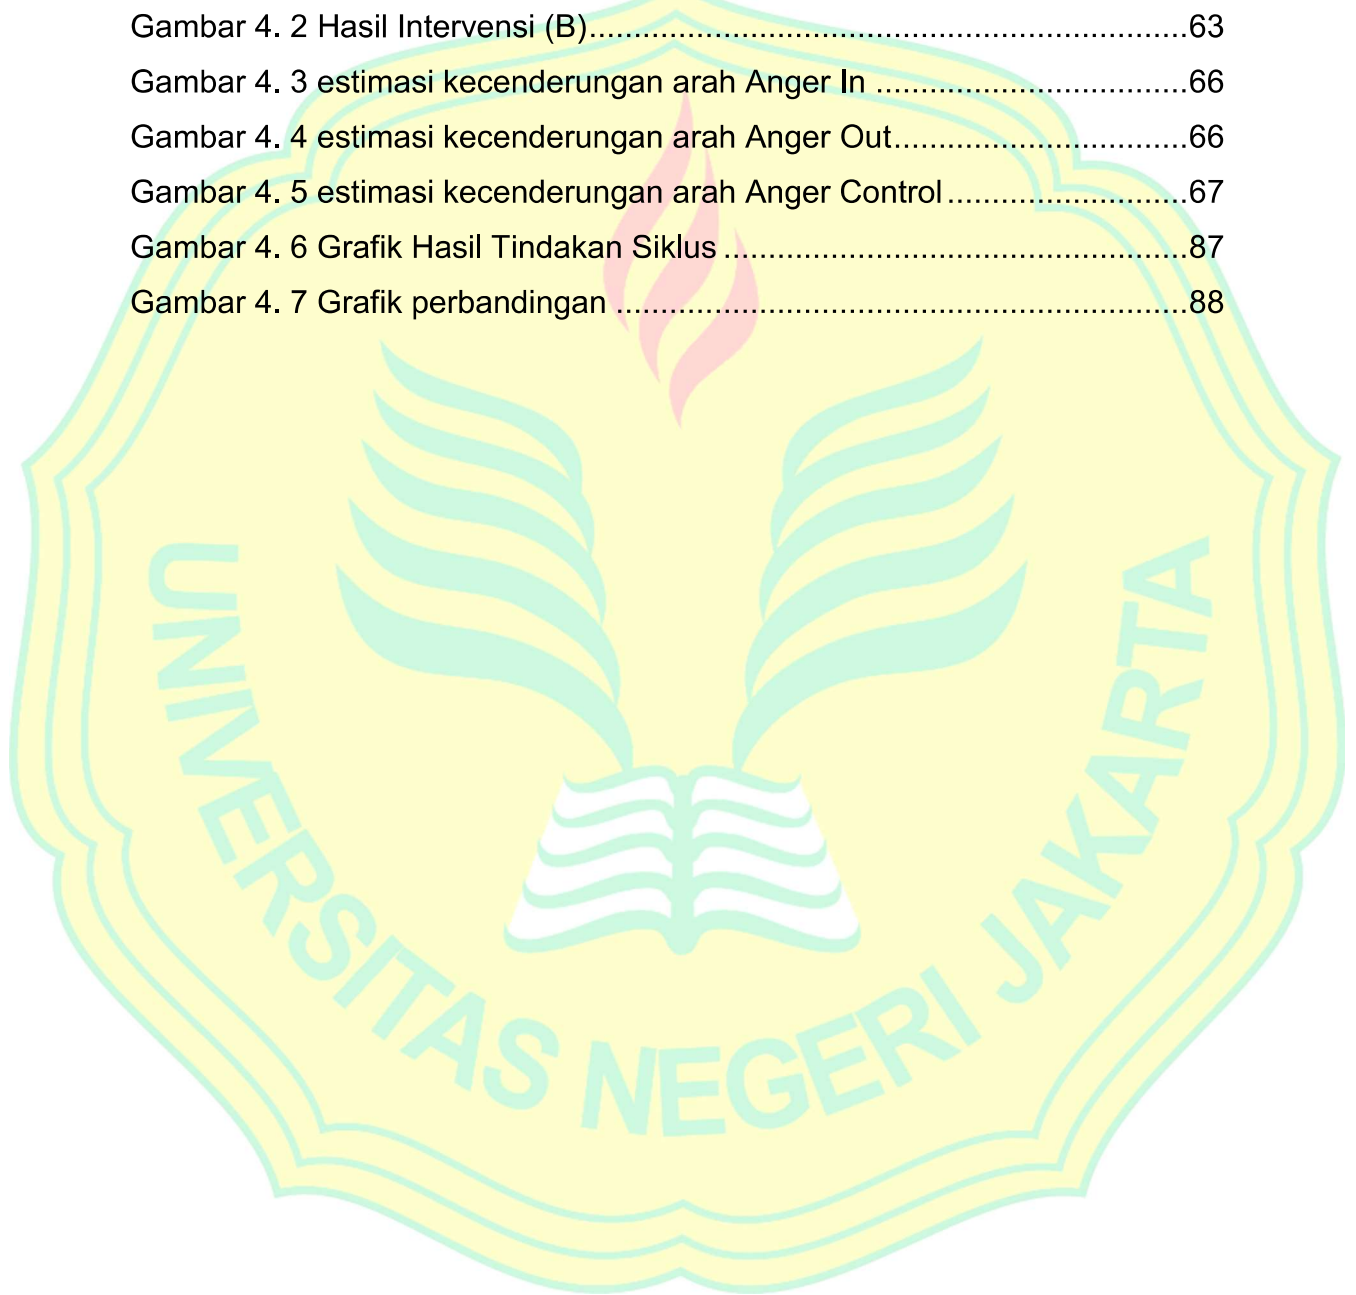 Gambar 4. 2 Hasil Intervensi (B)...................................................................63
Gambar 4. 3 estimasi kecenderungan arah Anger In ...................................66
Gambar 4. 4 estimasi kecenderungan arah Anger Out.................................66
Gambar 4. 5 estimasi kecenderungan arah Anger Control ...........................67
Gambar 4. 6 Grafik Hasil Tindakan Siklus ....................................................87
Gambar 4. 7 Grafik perbandingan ................................................................88
UNIVERSITAS NEGERI JAKARTA